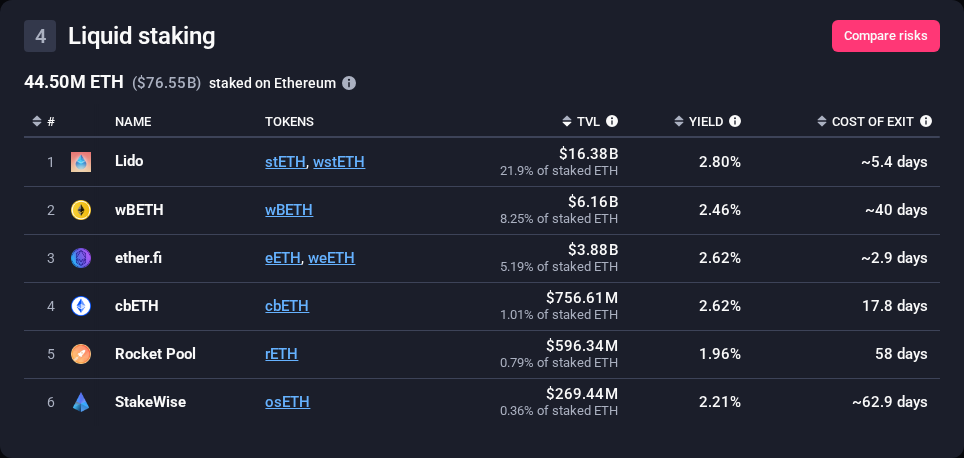 4 Liquid staking Compare risks
44.50M ETH ($76.55B) staked on Ethereum
# NAME TOKENS TVL YIELD COST OF EXIT
1 Lido stETH, wstETH $16.38B 2.80% ~5.4 days
21.9% of staked ETH
2 wBETH wBETH $6.16B 2.46% ~40 days
8.25% of staked ETH
3 ether.fi eETH, weETH $3.88B 2.62% ~2.9 days
5.19% of staked ETH
4 cbETH cbETH $756.61M 2.62% 17.8 days
1.01% of staked ETH
5 Rocket Pool rETH $596.34M 1.96% 58 days
0.79% of staked ETH
6 StakeWise osETH $269.44M 2.21% ~62.9 days
0.36% of staked ETH